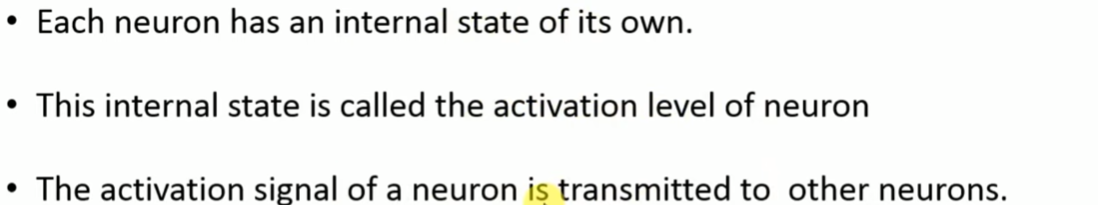 • Each neuron has an internal state of its own.
• This internal state is called the activation level of neuron
• The activation signal of a neuron is transmitted to other neurons.